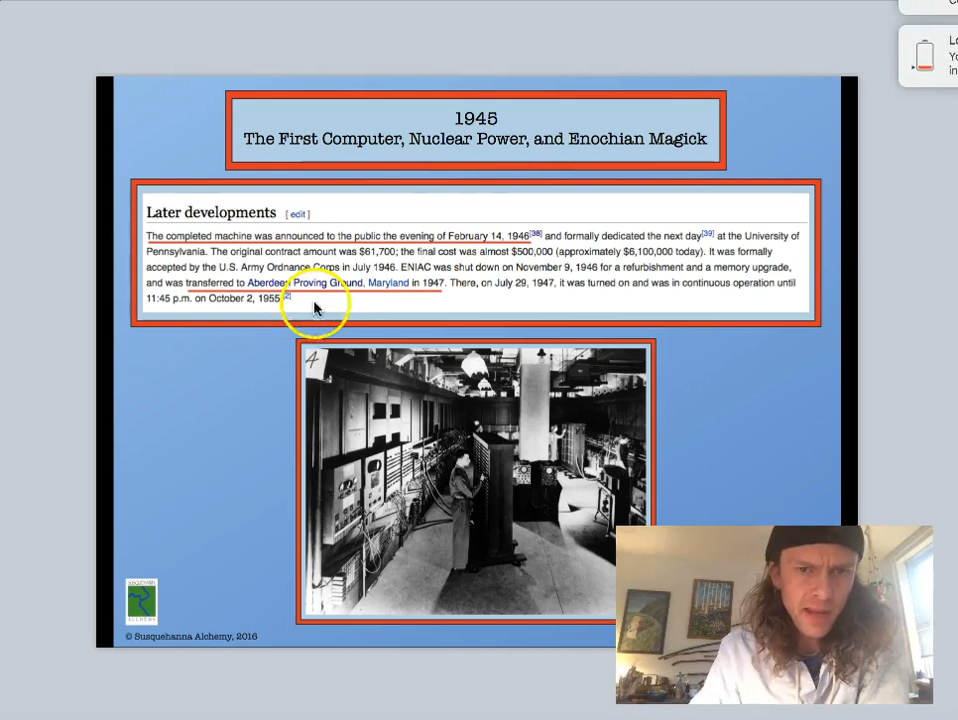 1945
The First Computer, Nuclear Power, and Enochian Magick
Later developments [ edit ]
The completed machine was announced to the public the evening of February 14, 1946[38] and formally dedicated the next day[39] at the University of
Pennsylvania. The original contract amount was $61,700; the final cost was almost $500,000 (approximately $6,100,000 today). It was formally
accepted by the U.S. Army Ordnance Corps in July 1946. ENIAC was shut down on November 9, 1946 for a refurbishment and a memory upgrade,
and was transferred to Aberdeen Proving Ground, Maryland in 1947. There, on July 29, 1947, it was turned on and was in continuous operation until
11:45 p.m. on October 2, 1955.[2]
A
SUSQUEHANNA
ALCHEMY
© Susquehanna Alchemy, 2016